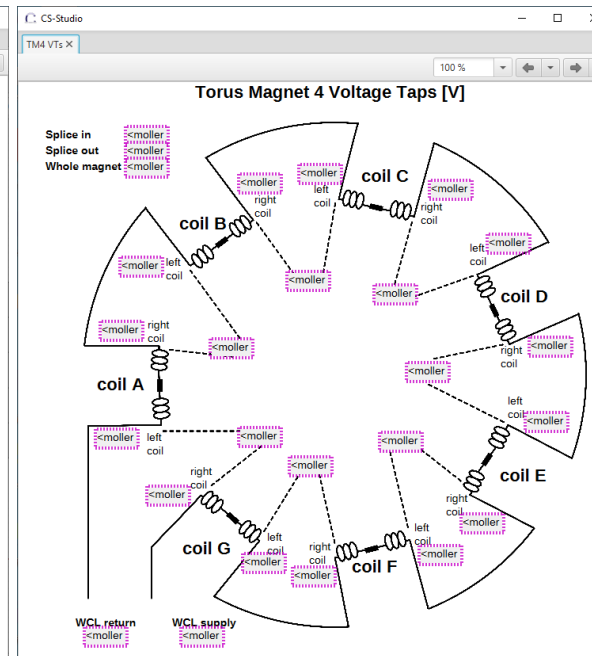 CS-Studio
TM4 VTs
100 %
Torus Magnet 4 Voltage Taps [V]
Splice in <moller
Splice out <moller
Whole magnet <moller
<moller
<moller
left
coil
right
coil
coil C
<moller
right
coil
coil B
<moller
left
coil
<moller
left
coil
<moller
<moller
<moller
coil D
<moller
right
coil
<moller
right
coil
<moller
<moller
coil A
left
coil
<moller
<moller
left
coil
<moller
<moller
<moller
right
coil
<moller
coil E
right
coil
<moller
coil G
left
coil
<moller
right
coil
<moller
coil F
left
coil
<moller
WCL return
<moller
WCL supply
<moller